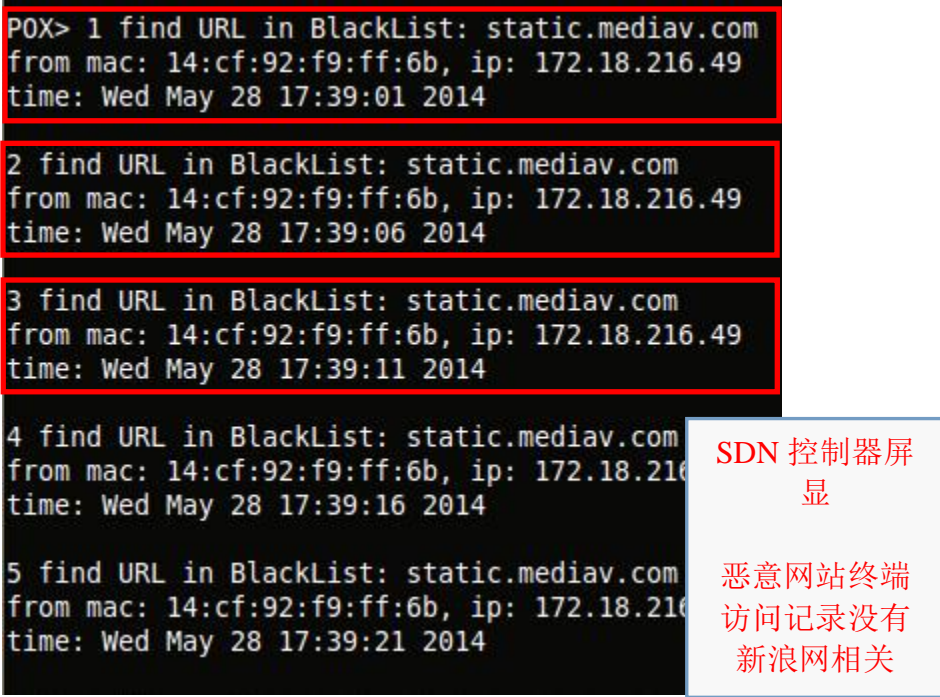 POX> 1 find URL in BlackList: static.mediav.com
from mac: 14:cf:92:f9:ff:6b, ip: 172.18.216.49
time: Wed May 28 17:39:01 2014
2 find URL in BlackList: static.mediav.com
from mac: 14:cf:92:f9:ff:6b, ip: 172.18.216.49
time: Wed May 28 17:39:06 2014
3 find URL in BlackList: static.mediav.com
from mac: 14:cf:92:f9:ff:6b, ip: 172.18.216.49
time: Wed May 28 17:39:11 2014
4 find URL in BlackList: static.mediav.com
from mac: 14:cf:92:f9:ff:6b, ip: 172.18.216
time: Wed May 28 17:39:16 2014
5 find URL in BlackList: static.mediav.com
from mac: 14:cf:92:f9:ff:6b, ip: 172.18.216
time: Wed May 28 17:39:21 2014
SDN 控制器屏
显
恶意网站终端
访问记录没有
新浪网相关